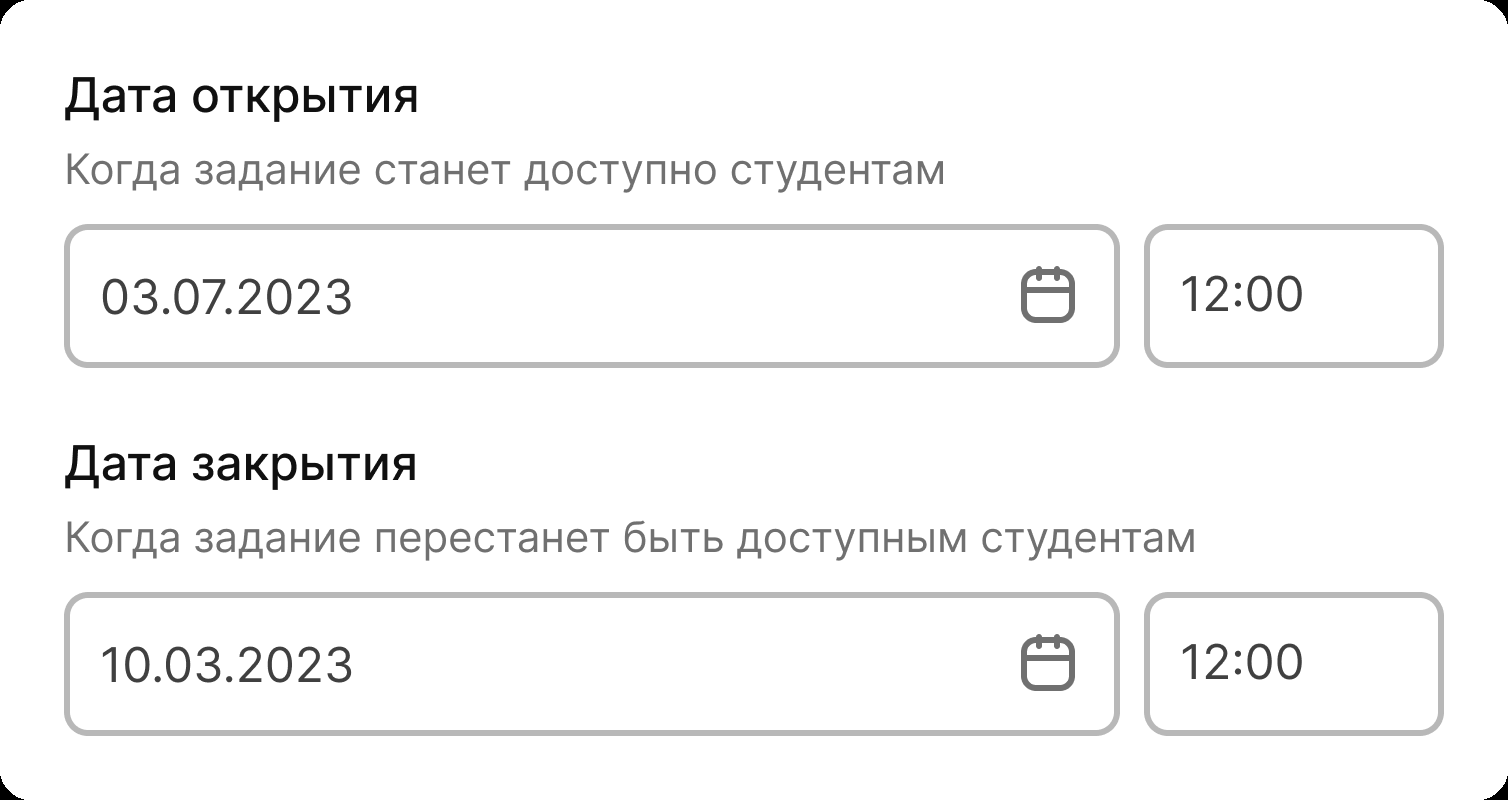 Дата открытия
Когда задание станет доступно студентам
03.07.2023
12:00
Дата закрытия
Когда задание перестанет быть доступным студентам
10.03.2023
12:00